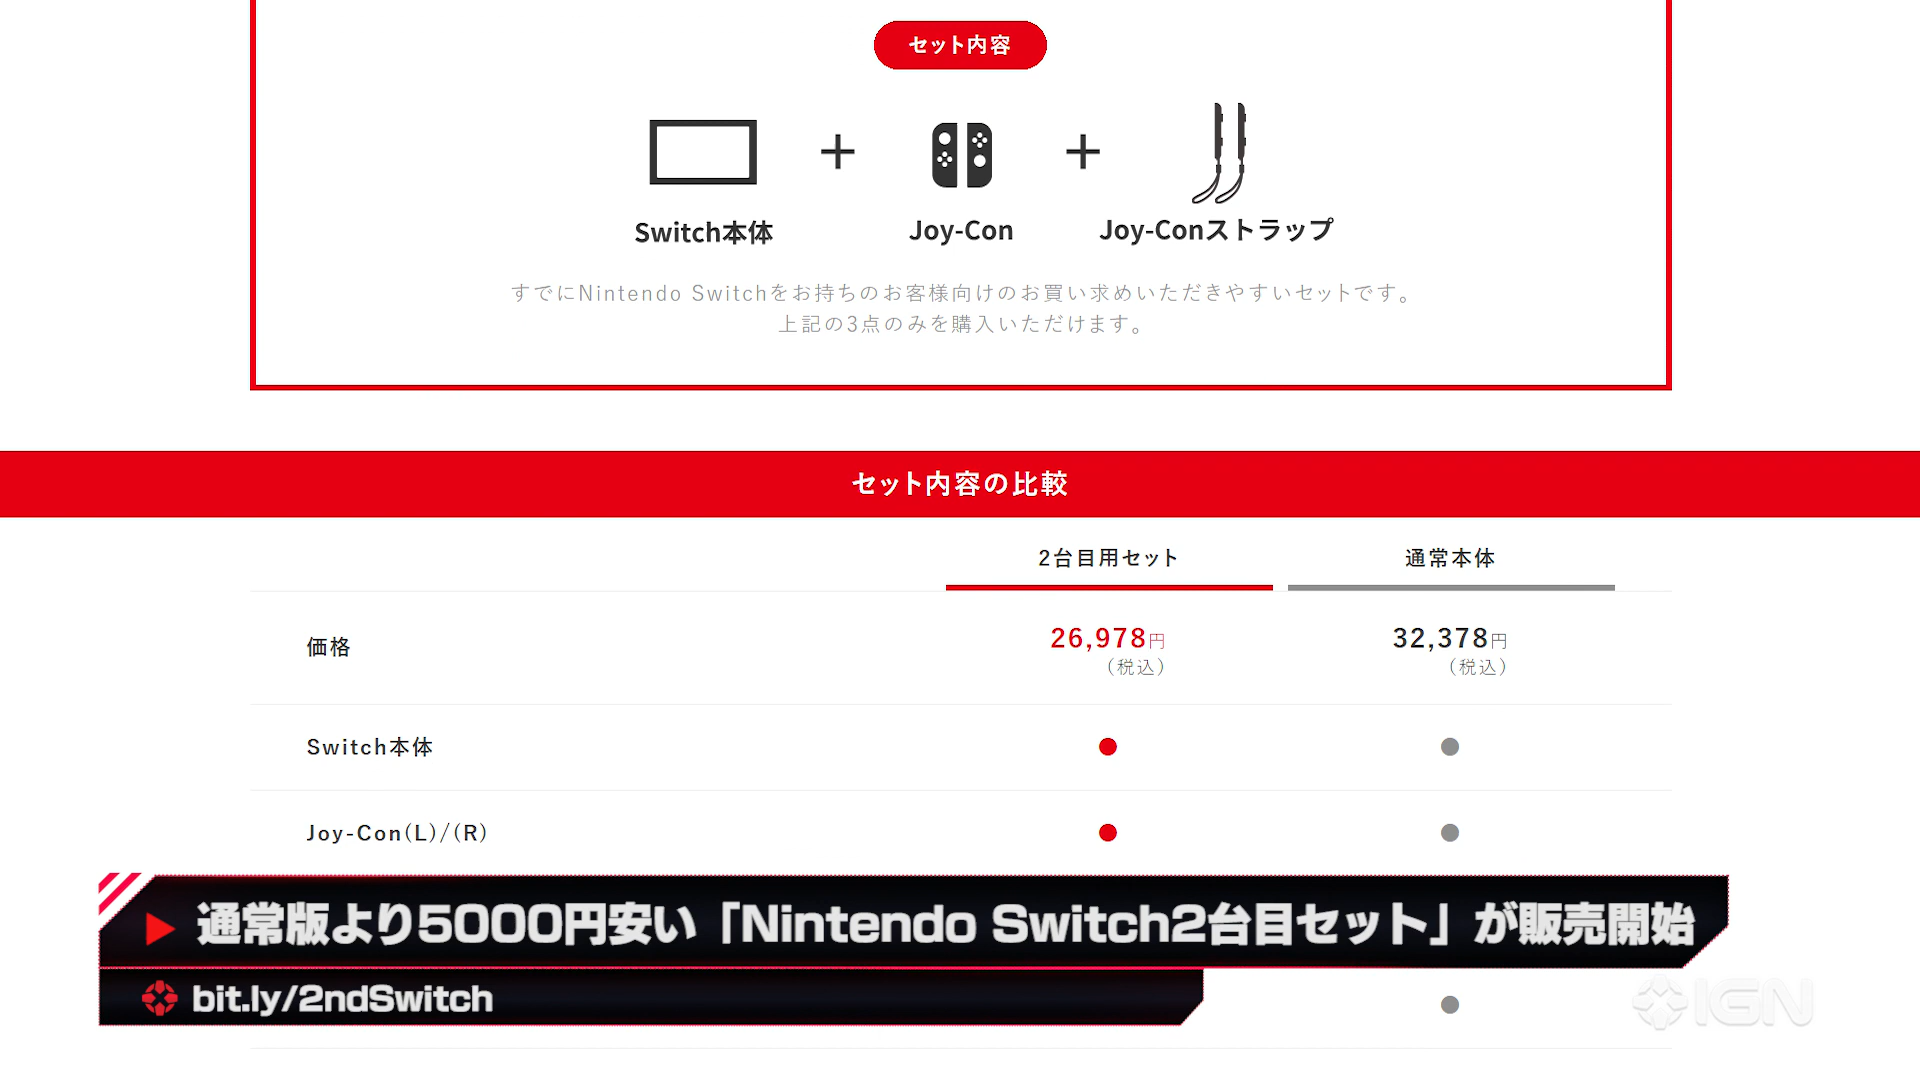 セット内容
Switch本体
Joy-Con
Joy-Conストラップ
すでにNintendo Switchをお持ちのお客様向けのお買い求めいただきやすいセットです。
上記の3点のみを購入いただけます。
セット内容の比較
2台目用セット 通常本体
価格 26,978円 32,378円
(税込) (税込)
Switch本体
Joy-Con(L)/(R)
通常版より5000円安い「Nintendo Switch2台目セット」が販売開始
bit.ly/2ndSwitch
IGN